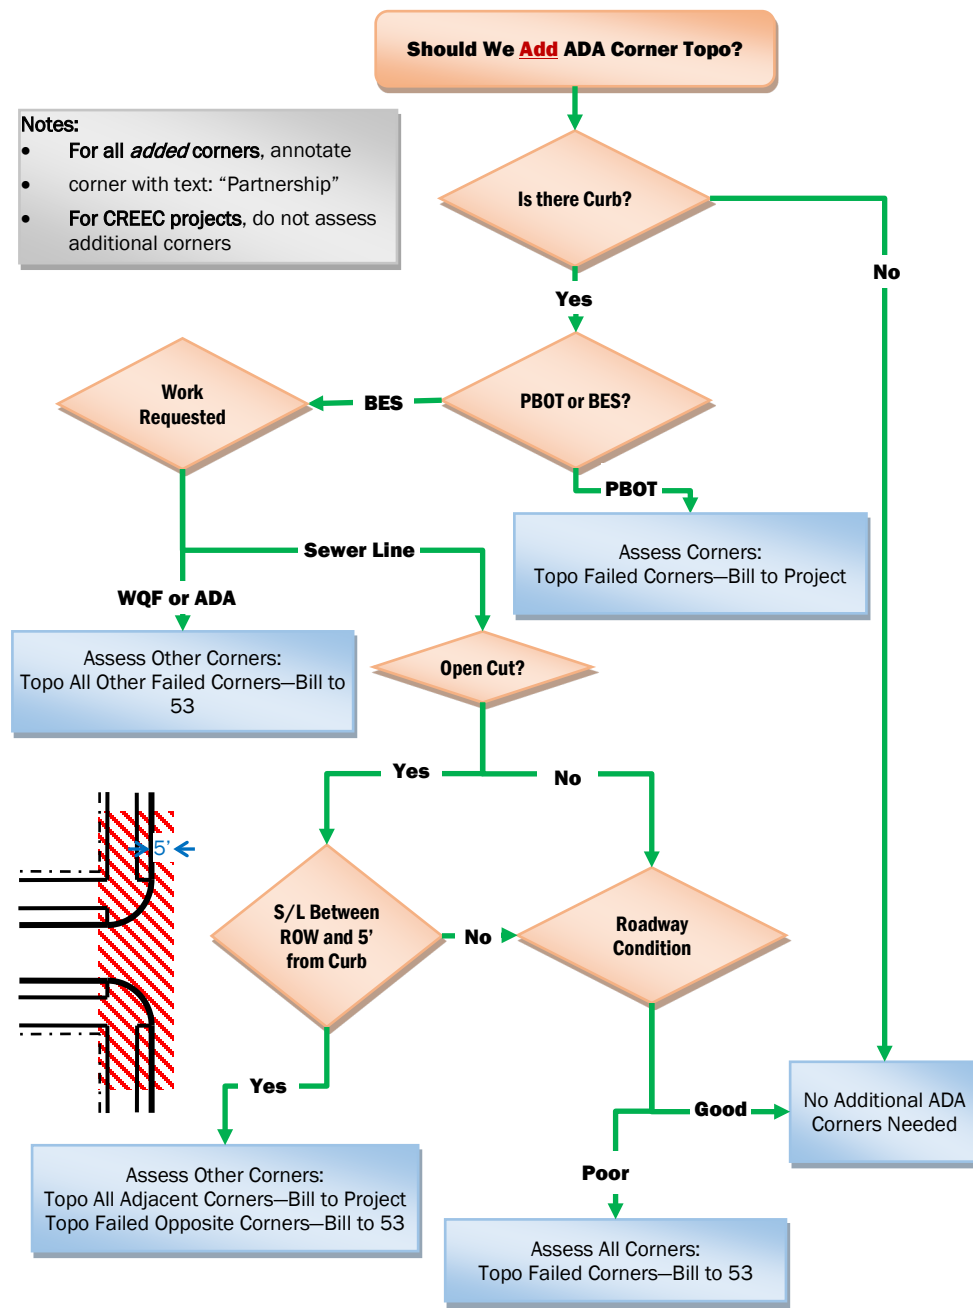 Should We Add ADA Corner Topo?
Notes:
• For all added corners, annotate
• corner with text: “Partnership”
• For CREEC projects, do not assess
additional corners
Is there Curb?
No
Yes
Work
Requested
BES
PBOT or BES?
PBOT
Sewer Line
Assess Corners:
Topo Failed Corners—Bill to Project
WQF or ADA
Assess Other Corners:
Topo All Other Failed Corners—Bill to
53
Open Cut?
Yes
No
5'
S/L Between
ROW and 5'
from Curb
No
Roadway
Condition
Yes
Good
No Additional ADA
Corners Needed
Poor
Assess Other Corners:
Topo All Adjacent Corners—Bill to Project
Topo Failed Opposite Corners—Bill to 53
Assess All Corners:
Topo Failed Corners—Bill to 53